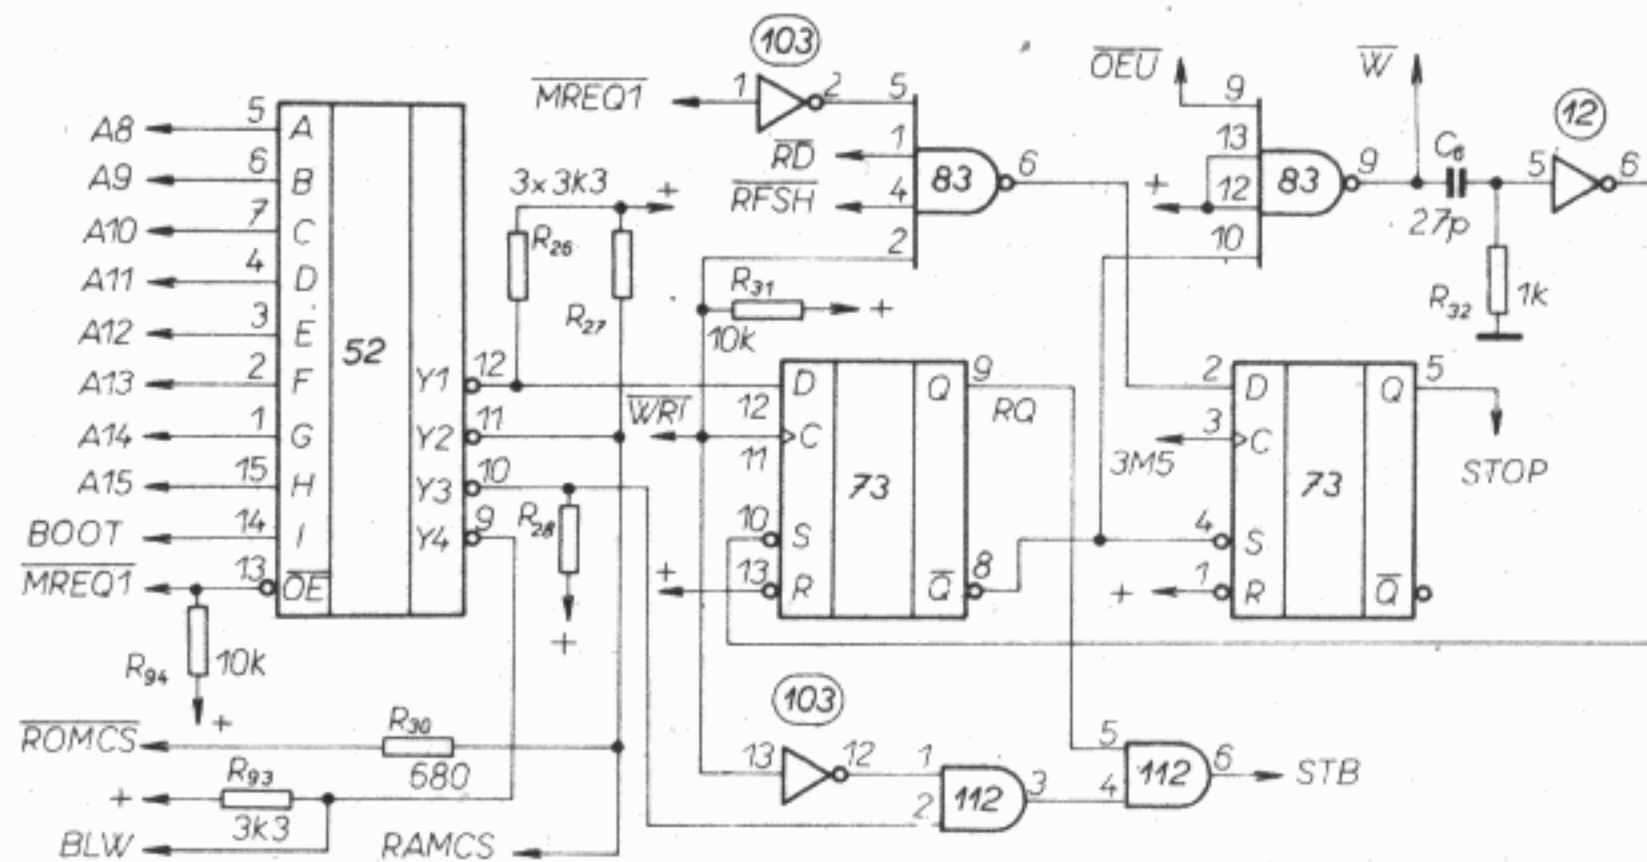 103
OEU
W
MREQ1
1
2
5
9
12
A8
5
A
RD
1
13
C6
5
6
A9
6
B
3×3k3
+
83
6
83
9
RFSH
4
+
12
27p
A10
7
C
R26
2
10
A11
4
D
R31
+
R32
1k
A12
3
E
R27
10k
52
A13
2
F
Y1
12
D
Q
9
2
D
Q
5
WRI
12
RQ
A14
1
G
Y2
11
C
3
C
11
3M5
STOP
A15
15
H
Y3
10
73
73
R28
BOOT
14
I
Y4
9
10
S
4
S
MREQ1
13
OE
+
13
R
Q
8
+
1
R
Q
+
R94
10k
+
103
ROMCS
R30
680
13
12
1
5
112
6
STB
R93
+
3k3
2
112
3
4
BLW
RAMCS